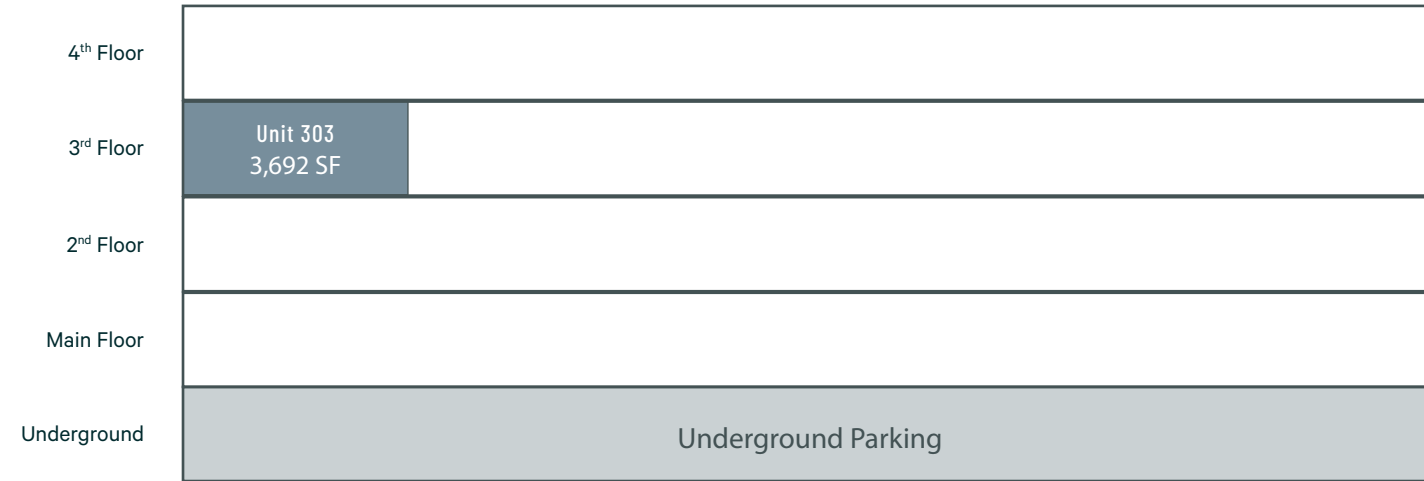 4th Floor
3rd Floor
Unit 303
3,692 SF
2nd Floor
Main Floor
Underground
Underground Parking